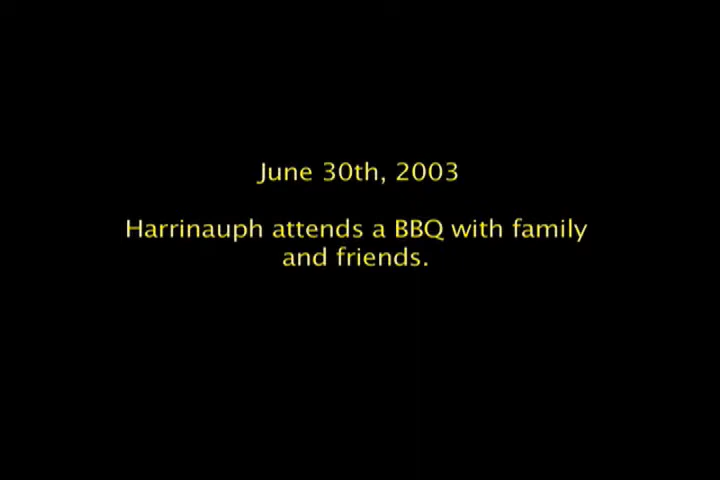 June 30th, 2003
Harrinauph attends a BBQ with family
and friends.